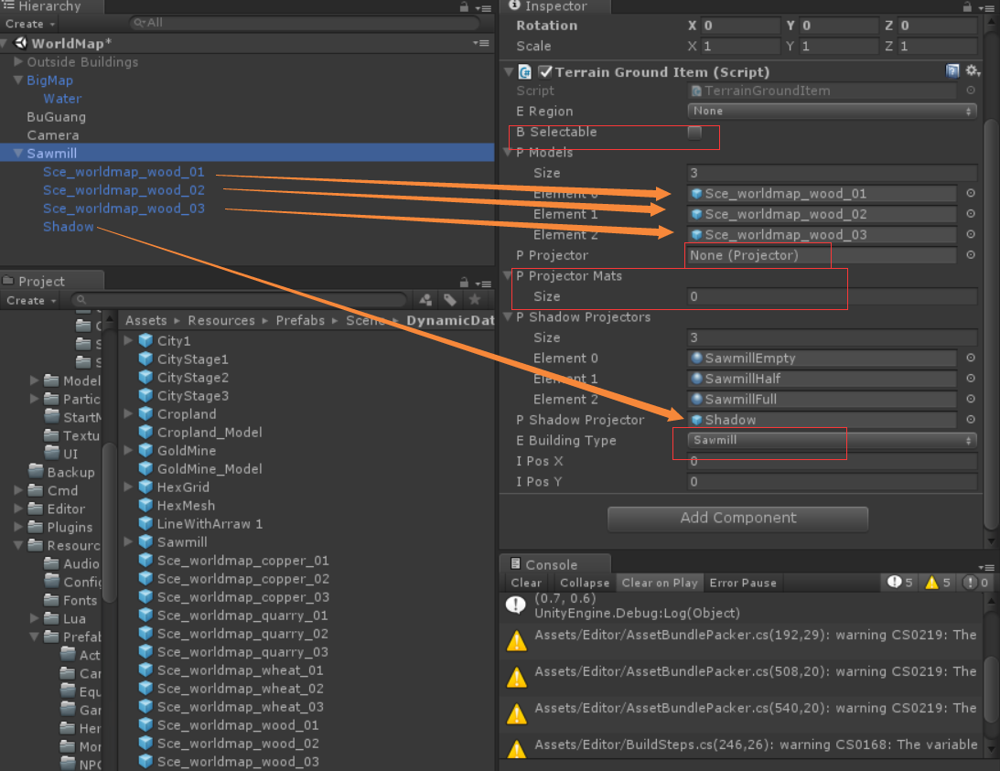 Hierarchy
Create
All
WorldMap*
Outside Buildings
BigMap
Water
BuGuang
Camera
Sawmill
Sce_worldmap_wood_01
Sce_worldmap_wood_02
Sce_worldmap_wood_03
Shadow
Project
Create
Model
Partic
StartM
Textu
UI
Backup
Cmd
Editor
Plugins
Resourc
Audio
Config
Fonts
Lua
Prefab
Act
Car
Equ
Gar
Her
Mor
NPC
Assets ▸ Resources ▸ Prefabs ▸ Scene ▸ DynamicDat
City1
CityStage1
CityStage2
CityStage3
Cropland
Cropland_Model
GoldMine
GoldMine_Model
HexGrid
HexMesh
LineWithArraw 1
Sawmill
Sce_worldmap_copper_01
Sce_worldmap_copper_02
Sce_worldmap_copper_03
Sce_worldmap_quarry_01
Sce_worldmap_quarry_02
Sce_worldmap_quarry_03
Sce_worldmap_wheat_01
Sce_worldmap_wheat_02
Sce_worldmap_wheat_03
Sce_worldmap_wood_01
Sce_worldmap_wood_02
Sce_worldmap_wood_03
Inspector
Rotation X 0 Y 0 Z 0
Scale X 1 Y 1 Z 1
Terrain Ground Item (Script)
Script TerrainGroundItem
E Region None
B Selectable
P Models
Size 3
Element 0 Sce_worldmap_wood_01
Element 1 Sce_worldmap_wood_02
Element 2 Sce_worldmap_wood_03
P Projector None (Projector)
P Projector Mats
Size 0
P Shadow Projectors
Size 3
Element 0 SawmillEmpty
Element 1 SawmillHalf
Element 2 SawmillFull
P Shadow Projector Shadow
E Building Type Sawmill
I Pos X 0
I Pos Y 0
Add Component
Console
Clear Collapse Clear on Play Error Pause 5 5 0
(0.7, 0.6)
UnityEngine.Debug:Log(Object)
Assets/Editor/AssetBundlePacker.cs(192,29): warning CS0219: The
Assets/Editor/AssetBundlePacker.cs(508,20): warning CS0219: The
Assets/Editor/AssetBundlePacker.cs(540,20): warning CS0219: The
Assets/Editor/BuildSteps.cs(246,26): warning CS0168: The variable